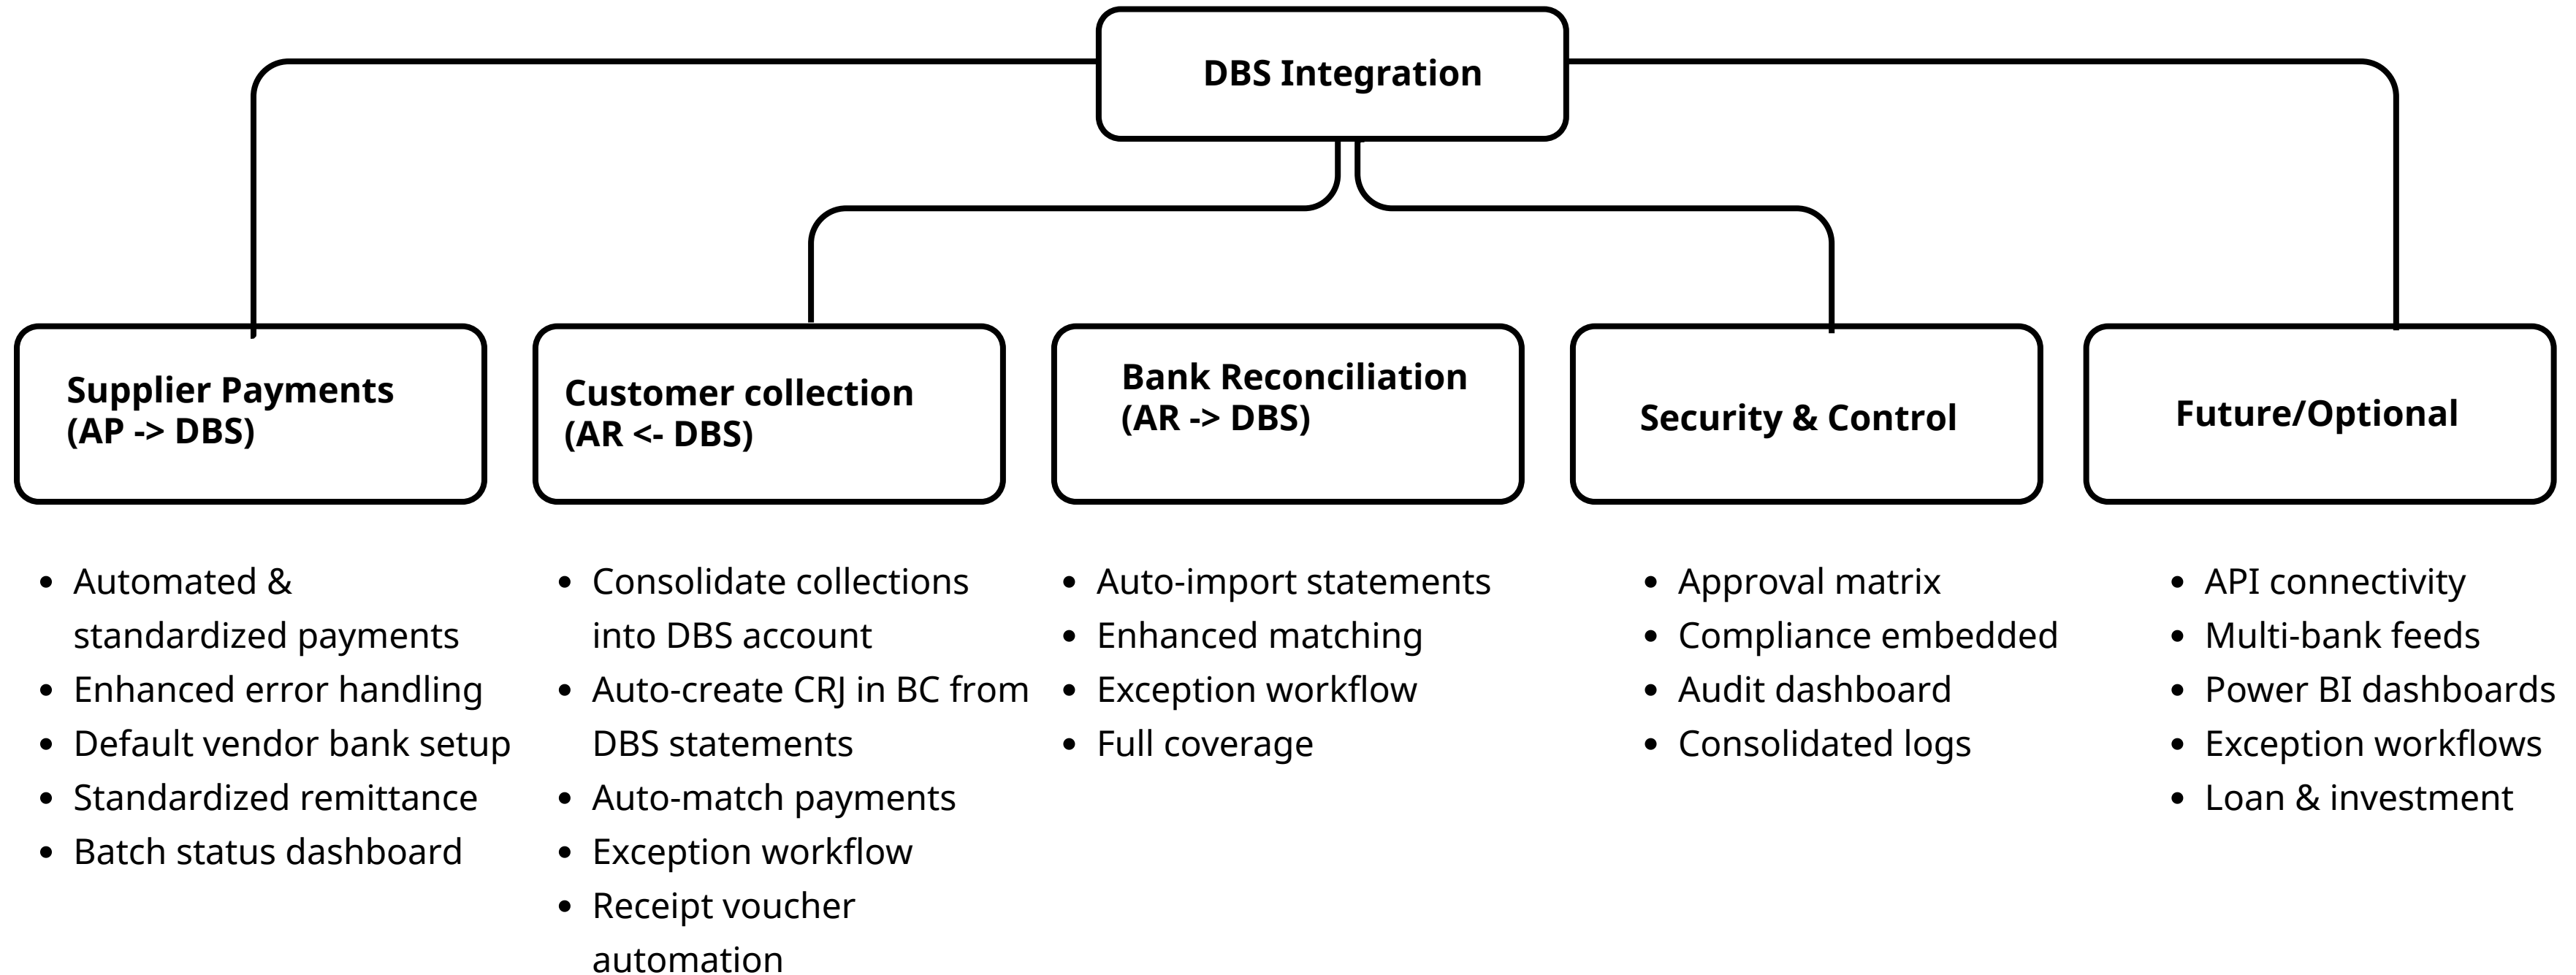 DBS Integration
Supplier Payments
(AP -> DBS)
Customer collection
(AR <- DBS)
Bank Reconciliation
(AR -> DBS)
Security & Control
Future/Optional
• Automated &
standardized payments
• Enhanced error handling
• Default vendor bank setup
• Standardized remittance
• Batch status dashboard
• Consolidate collections
into DBS account
• Auto-create CRJ in BC from
DBS statements
• Auto-match payments
• Exception workflow
• Receipt voucher
automation
• Auto-import statements
• Enhanced matching
• Exception workflow
• Full coverage
• Approval matrix
• Compliance embedded
• Audit dashboard
• Consolidated logs
• API connectivity
• Multi-bank feeds
• Power BI dashboards
• Exception workflows
• Loan & investment